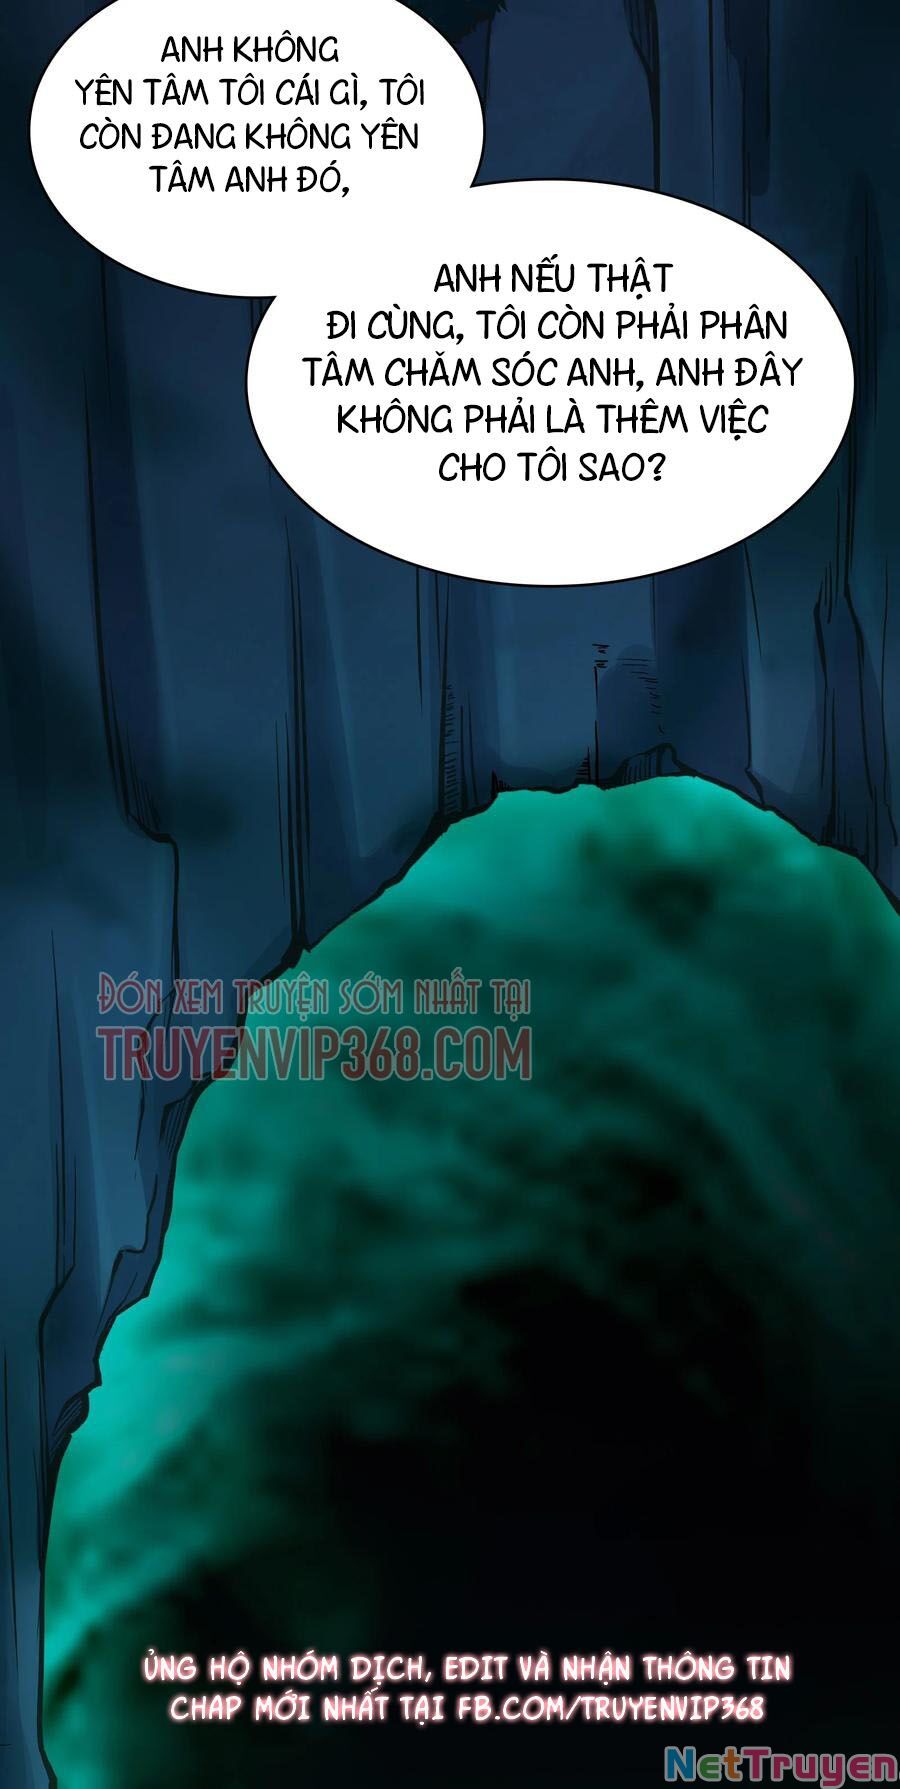 ANH KHÔNG
YÊN TÂM TÔI CÁI GÌ, TÔI
CÒN ĐANG KHÔNG YÊN
TÂM ANH ĐÓ,
ANH NẾU THẬT
ĐI CÙNG, TÔI CÒN PHẢI PHÂN
TÂM CHĂM SÓC ANH, ANH ĐÂY
KHÔNG PHẢI LÀ THÊM VIỆC
CHO TÔI SAO?
ĐÓN XEM TRUYỆN SỚM NHẤT TẠI
TRUYENVIP368.COM
ỦNG HỘ NHÓM DỊCH, EDIT VÀ NHẬN THÔNG TIN
CHAP MỚI NHẤT TẠI FB.COM/TRUYENVIP368
NetTruyen